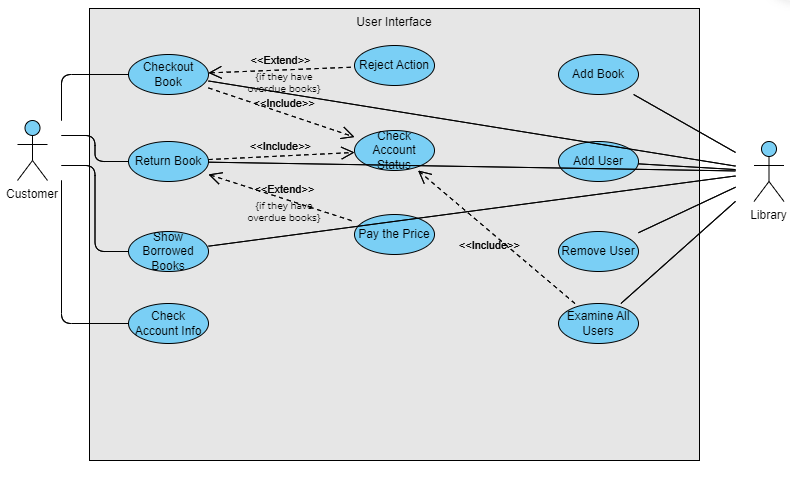 User Interface
Checkout
Book
<<Extend>>
{if they have
overdue books}
Reject Action
Add Book
<<Include>>
Customer
Return Book
<<Include>>
Check
Account
Status
Add User
Library
<<Extend>>
{if they have
overdue books}
Show
Borrowed
Books
Pay the Price
<<Include>>
Remove User
Check
Account Info
Examine All
Users